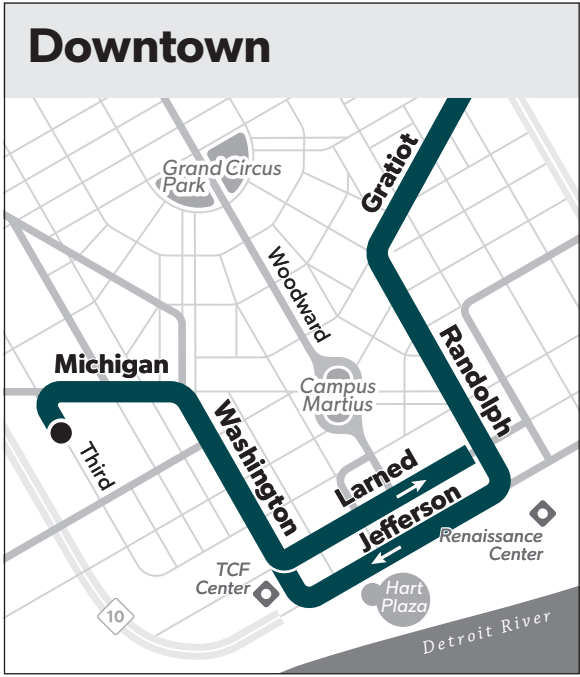 Downtown
Gratiot
Grand Circus
Park
Woodward
Randolph
Michigan
Campus
Martius
Washington
Third
Larned
Jefferson
Renaissance
Center
TCF
Center
Hart
Plaza
10
Detroit River